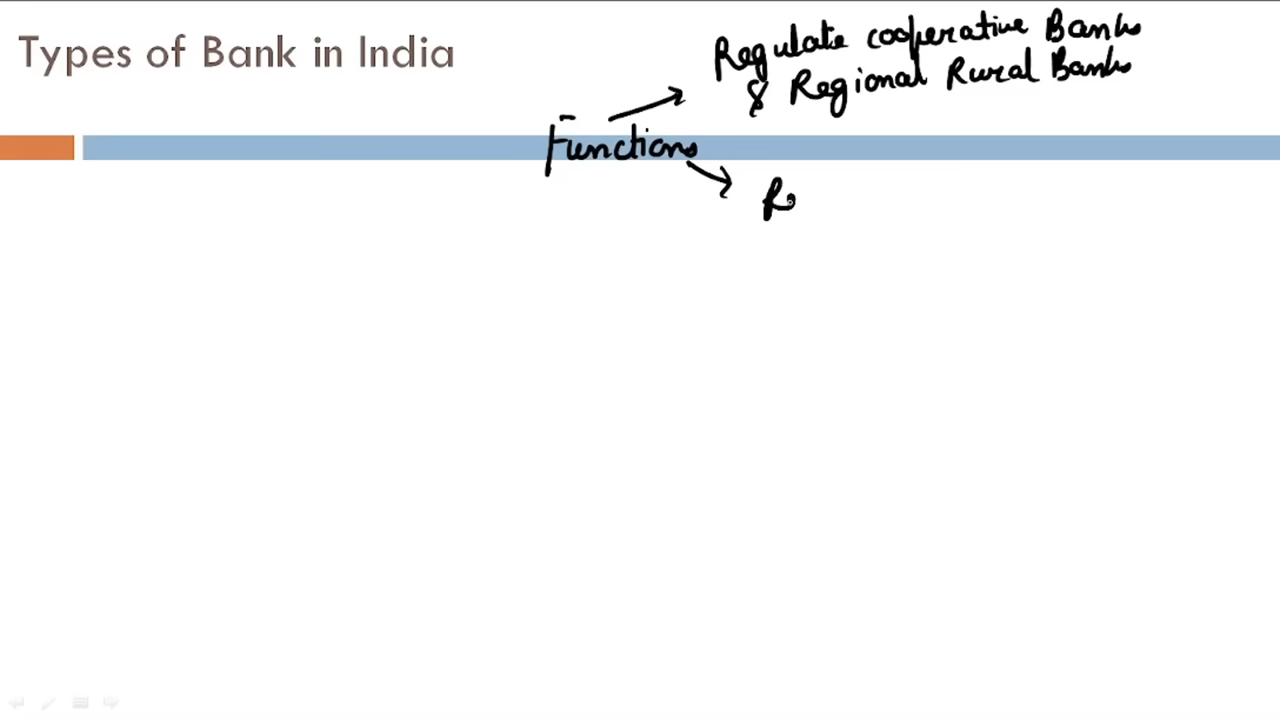 Types of Bank in India
Regulate cooperative Banks
& Regional Rural Banks
Functions
R